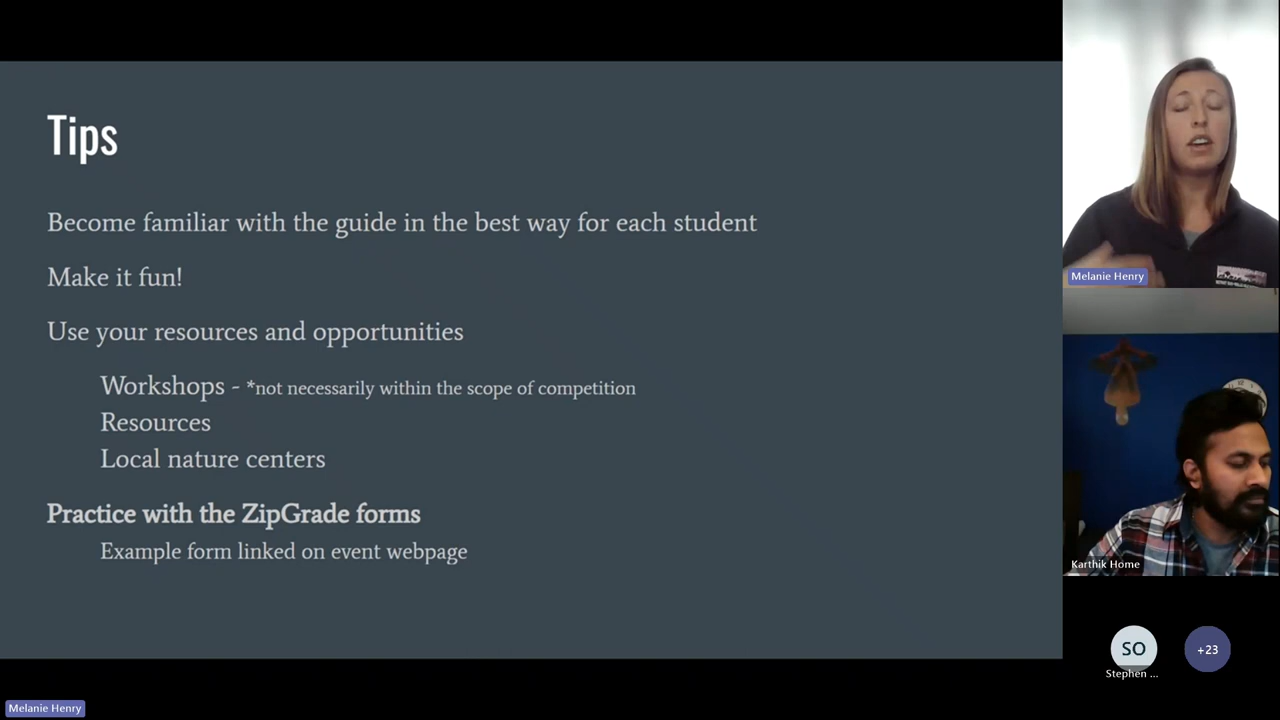 Tips
Become familiar with the guide in the best way for each student
Make it fun!
Use your resources and opportunities
Workshops - *not necessarily within the scope of competition
Resources
Local nature centers
Practice with the ZipGrade forms
Example form linked on event webpage
Melanie Henry
Karthik Home
SO
+23
Stephen ...
Melanie Henry